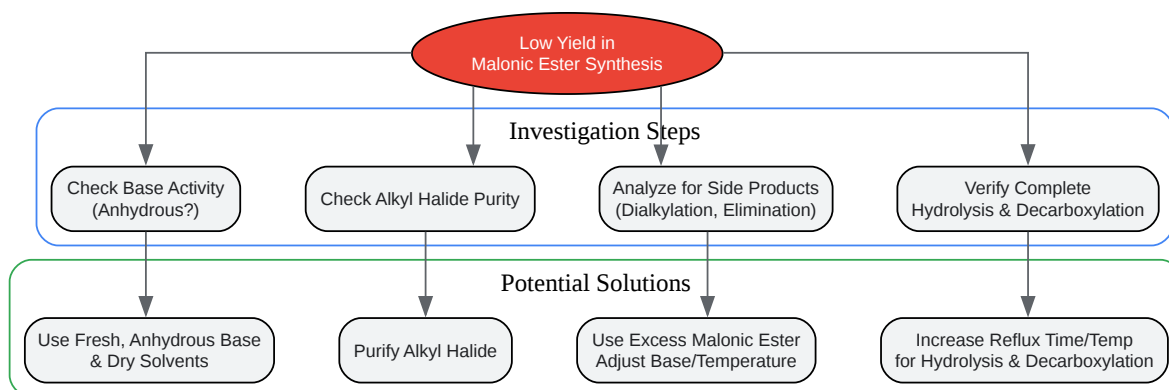 Low Yield in
Malonic Ester Synthesis
Investigation Steps
Check Base Activity
(Anhydrous?)
Check Alkyl Halide Purity
Analyze for Side Products
(Dialkylation, Elimination)
Verify Complete
Hydrolysis & Decarboxylation
Potential Solutions
Use Fresh, Anhydrous Base
& Dry Solvents
Purify Alkyl Halide
Use Excess Malonic Ester
Adjust Base/Temperature
Increase Reflux Time/Temp
for Hydrolysis & Decarboxylation